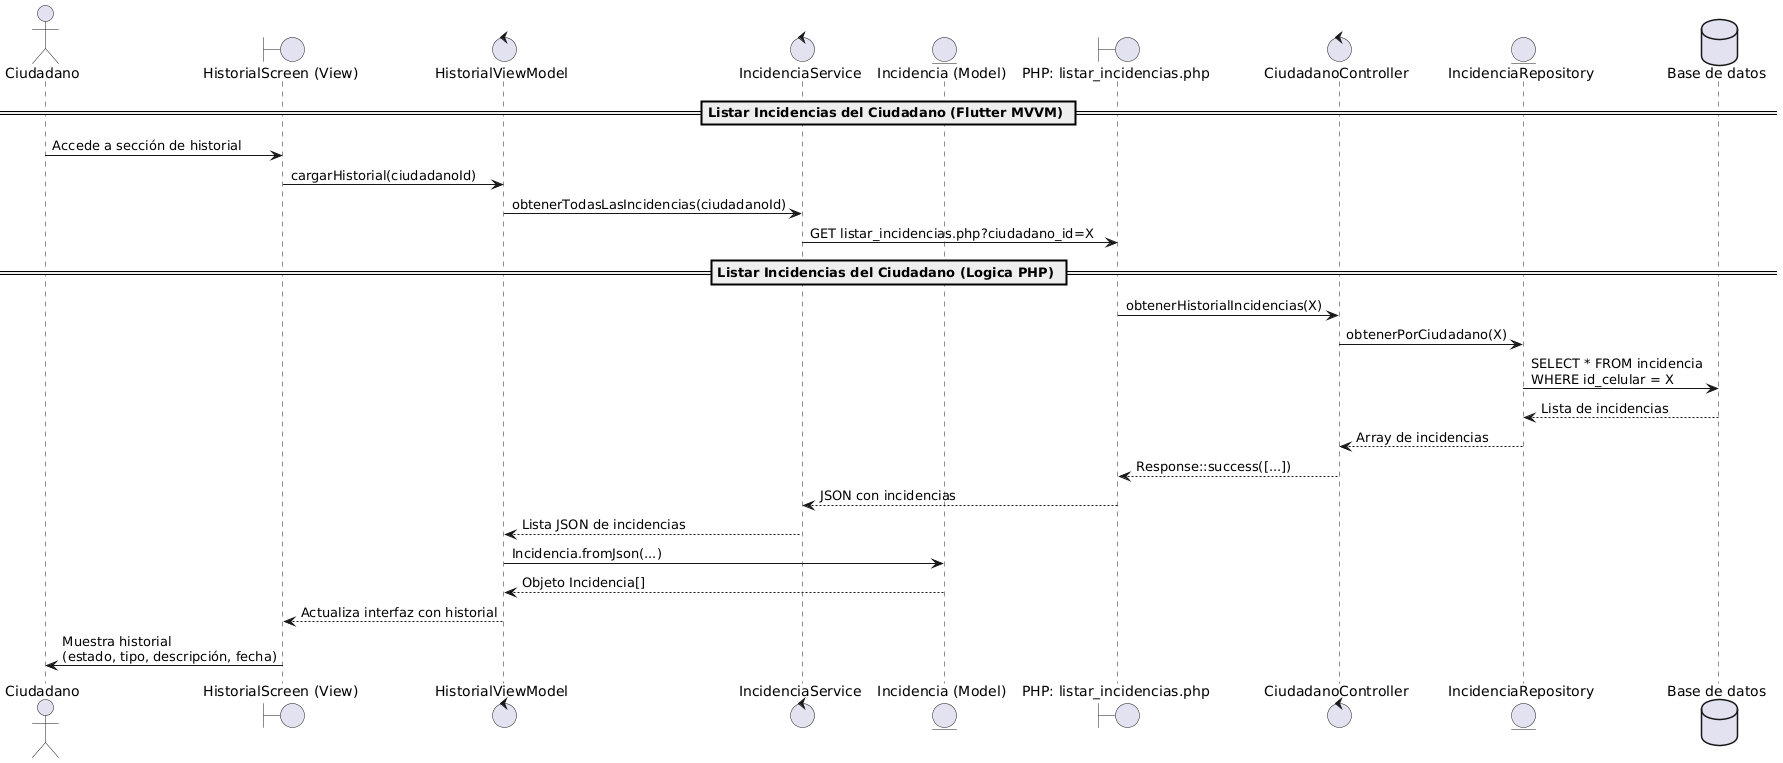 Ciudadano
HistorialScreen (View)
HistorialViewModel
IncidenciaService
Incidencia (Model)
PHP: listar_incidencias.php
CiudadanoController
IncidenciaRepository
Base de datos
Listar Incidencias del Ciudadano (Flutter MVVM)
Accede a sección de historial
cargarHistorial(ciudadanoId)
obtenerTodasLasIncidencias(ciudadanoId)
GET listar_incidencias.php?ciudadano_id=X
Listar Incidencias del Ciudadano (Logica PHP)
obtenerHistorialIncidencias(X)
obtenerPorCiudadano(X)
SELECT * FROM incidencia
WHERE id_celular = X
Lista de incidencias
Array de incidencias
Response::success([...])
JSON con incidencias
Lista JSON de incidencias
Incidencia.fromJson(...)
Objeto Incidencia[]
Actualiza interfaz con historial
Muestra historial
(estado, tipo, descripción, fecha)
Ciudadano
HistorialScreen (View)
HistorialViewModel
IncidenciaService
Incidencia (Model)
PHP: listar_incidencias.php
CiudadanoController
IncidenciaRepository
Base de datos